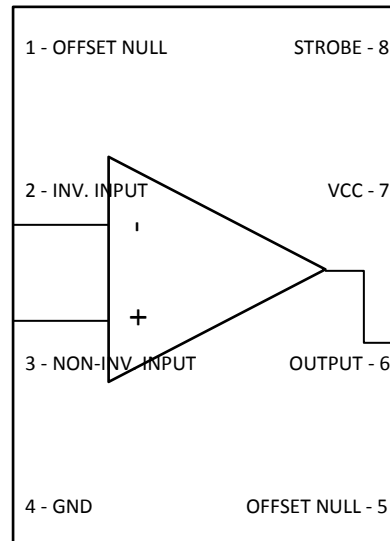 1 - OFFSET NULL
STROBE - 8
2 - INV. INPUT
VCC - 7
-
+
3 - NON-INV. INPUT
OUTPUT - 6
4 - GND
OFFSET NULL - 5